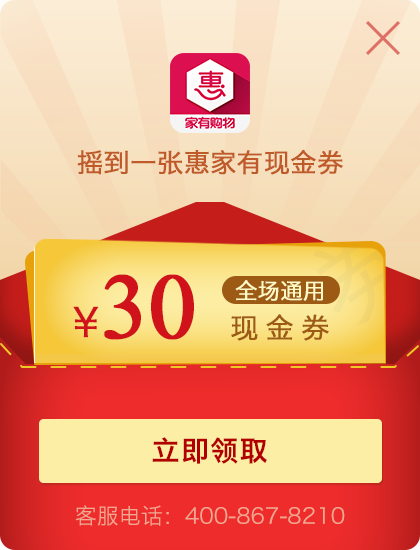 惠
家有购物
摇到一张惠家有现金券
¥30
全场通用
现金券
立即领取
客服电话：400-867-8210